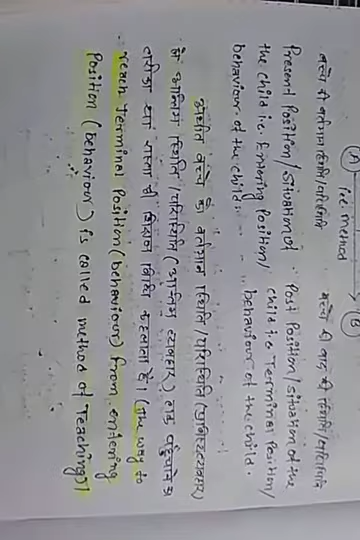 (A) (B)
i.e. method
बच्चे की वर्तमान स्थिति/परिस्थिति बच्चे की बाद की स्थिति/परिस्थिति
Present Position/Situation of Post Position/Situation of the
the child i.e. Entering Position/ child i.e Terminal Position/
behaviour of the child. behaviour of the child.
अर्थात बच्चे को वर्तमान स्थिति/परिस्थिति
से अन्तिम स्थिति/परिस्थिति (अन्तिम व्यवहार) तक पहुँचाने का
तरीका या रास्ता ही शिक्षण विधि कहलाता है। (The way to
reach Terminal Position (behaviour) from entering
Position (behaviour) is called method of Teaching)।